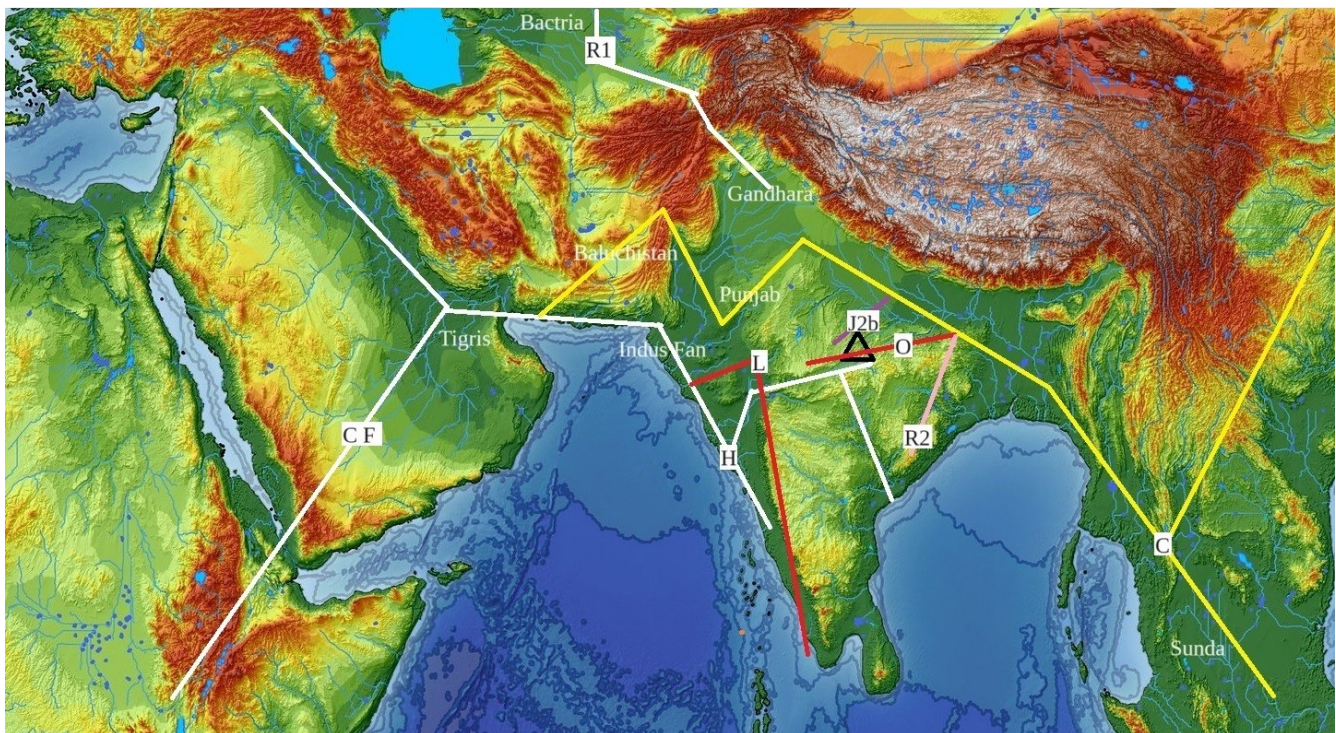 Bactria
R1
Gandhara
Baluchistan
Punjab
Tigris
Indus Fan
J2b
O
L
C F
R2
H
C
Sunda